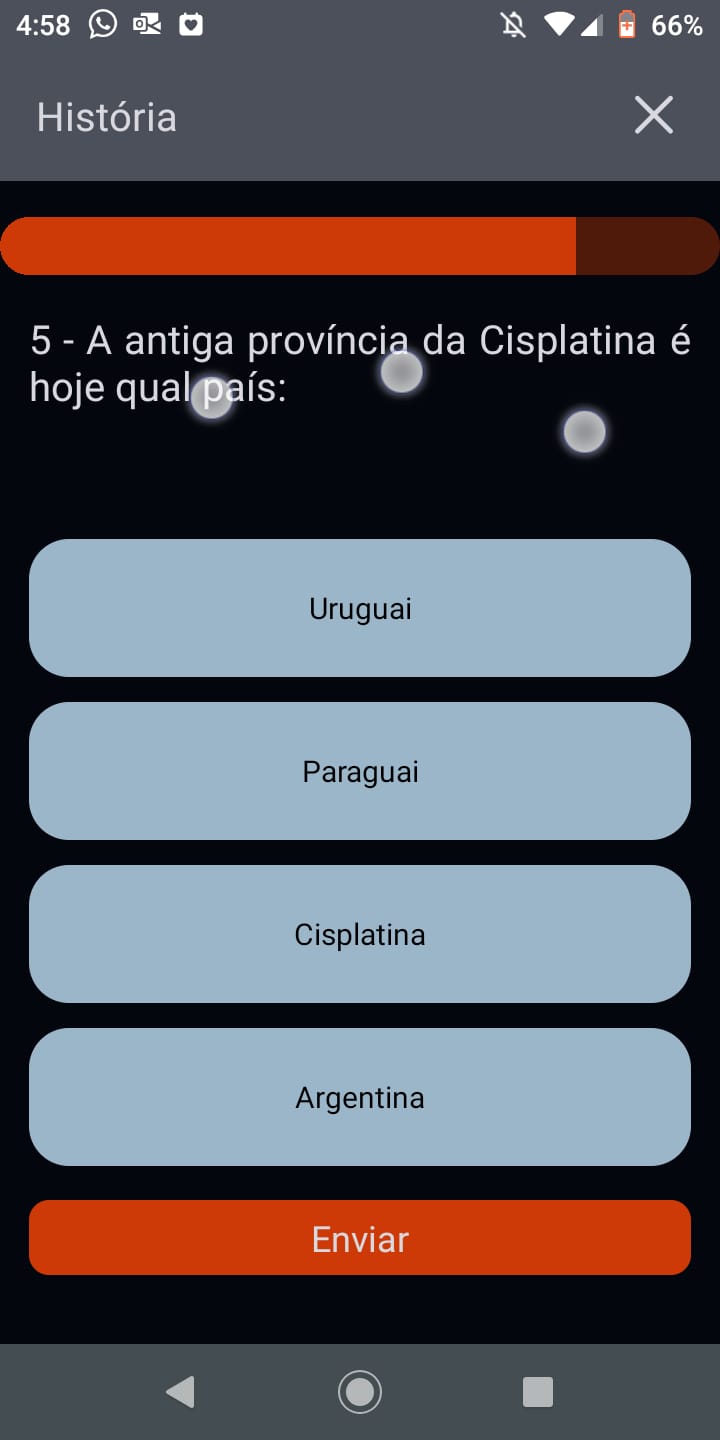 4:58
66%
História
5 - A antiga província da Cisplatina é
hoje qual país:
Uruguai
Paraguai
Cisplatina
Argentina
Enviar